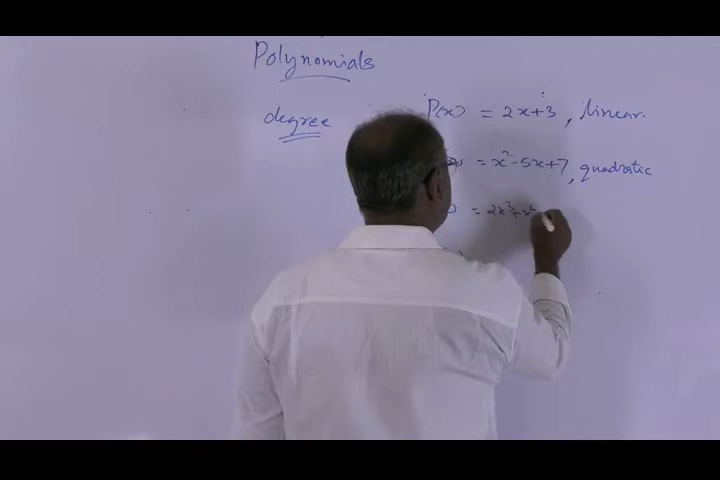 Polynomials
degree P(x) = 2x+3, linear.
= x²-5x+7, quadratic
) = 2x³+x²